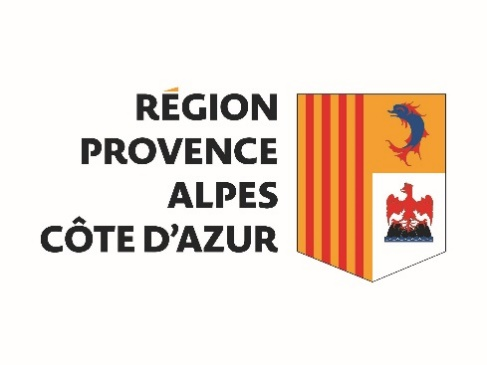 RÉGION
PROVENCE
ALPES
CÔTE D'AZUR